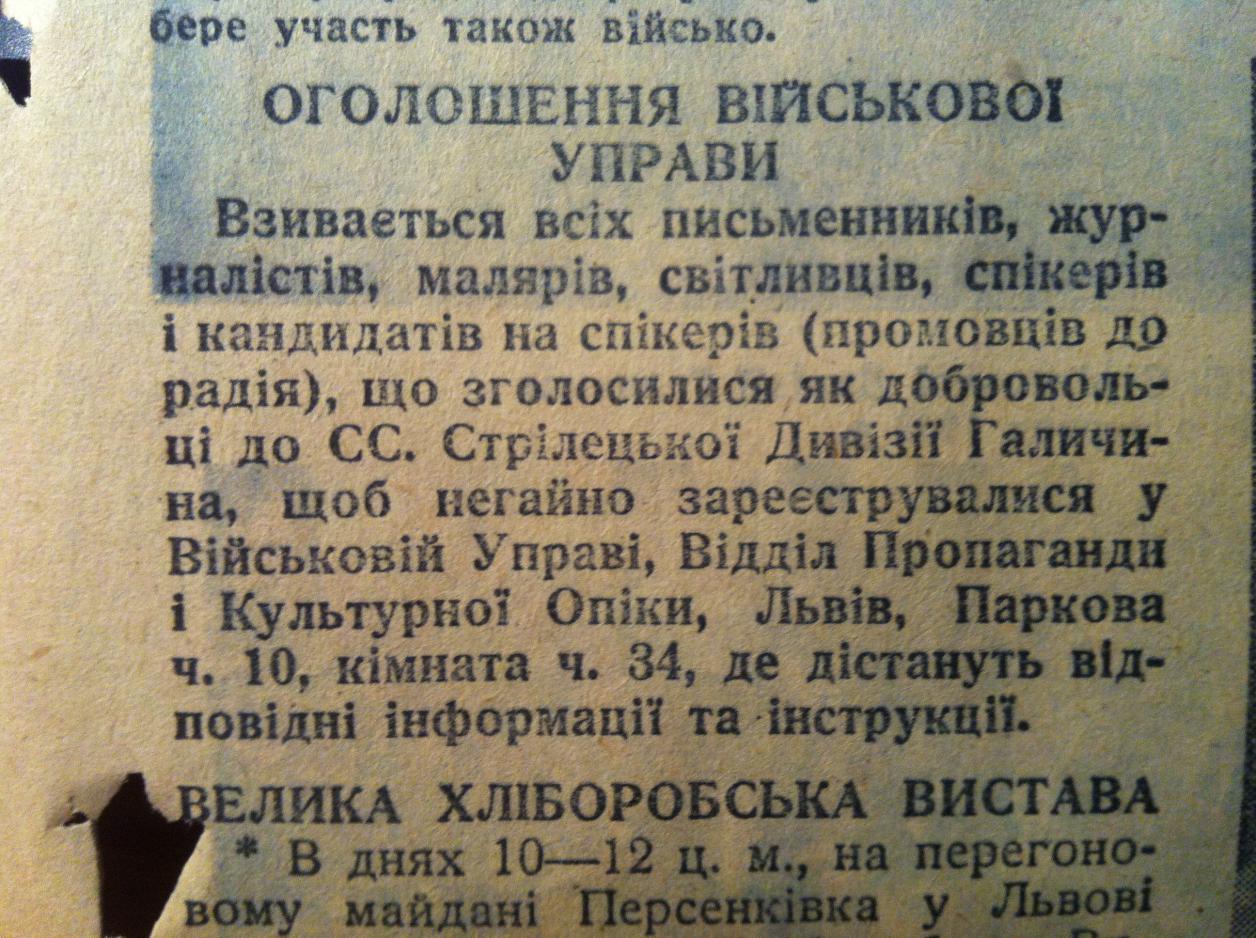 бере участь також військо.
ОГОЛОШЕННЯ ВІЙСЬКОВОЇ
УПРАВИ
Взивається всіх письменників, жур-
налістів, малярів, світливців, спікерів
і кандидатів на спікерів (промовців до
радія), що зголосилися як доброволь-
ці до СС. Стрілецької Дивізії Галичи-
на, щоб негайно зареєструвалися у
Військовій Управі, Відділ Пропаганди
і Культурної Опіки, Львів, Паркова
ч. 10, кімната ч. 34, де дістануть від-
повідні інформації та інструкції.
ВЕЛИКА ХЛІБОРОБСЬКА ВИСТАВА
* В днях 10—12 ц. м., на перегоно-
вому майдані Персенківка у Львові